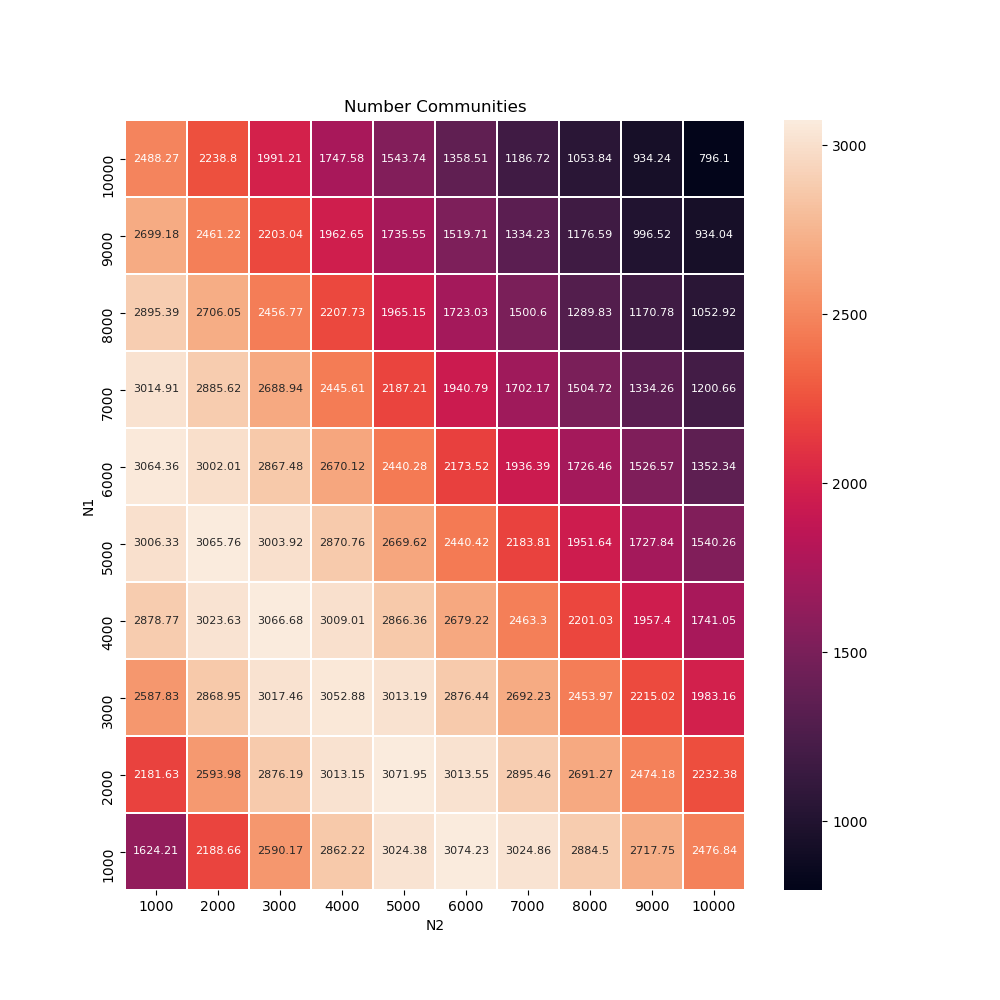 Number Communities
10000 2488.27 2238.8 1991.21 1747.58 1543.74 1358.51 1186.72 1053.84 934.24 796.1
9000 2699.18 2461.22 2203.04 1962.65 1735.55 1519.71 1334.23 1176.59 996.52 934.04
8000 2895.39 2706.05 2456.77 2207.73 1965.15 1723.03 1500.6 1289.83 1170.78 1052.92
7000 3014.91 2885.62 2688.94 2445.61 2187.21 1940.79 1702.17 1504.72 1334.26 1200.66
6000 3064.36 3002.01 2867.48 2670.12 2440.28 2173.52 1936.39 1726.46 1526.57 1352.34
N1
5000 3006.33 3065.76 3003.92 2870.76 2669.62 2440.42 2183.81 1951.64 1727.84 1540.26
4000 2878.77 3023.63 3066.68 3009.01 2866.36 2679.22 2463.3 2201.03 1957.4 1741.05
3000 2587.83 2868.95 3017.46 3052.88 3013.19 2876.44 2692.23 2453.97 2215.02 1983.16
2000 2181.63 2593.98 2876.19 3013.15 3071.95 3013.55 2895.46 2691.27 2474.18 2232.38
1000 1624.21 2188.66 2590.17 2862.22 3024.38 3074.23 3024.86 2884.5 2717.75 2476.84
1000 2000 3000 4000 5000 6000 7000 8000 9000 10000
N2
3000
2500
2000
1500
1000